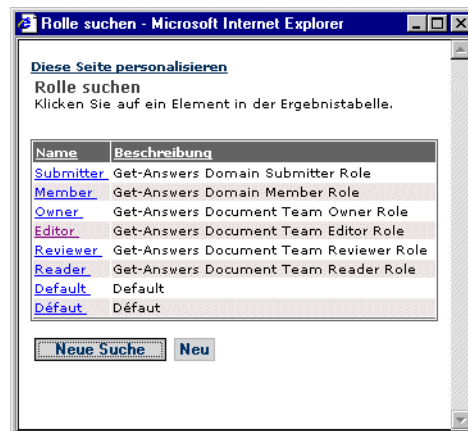 Rolle suchen - Microsoft Internet Explorer
Diese Seite personalisieren
Rolle suchen
Klicken Sie auf ein Element in der Ergebnistabelle.
Name Beschreibung
Submitter Get-Answers Domain Submitter Role
Member Get-Answers Domain Member Role
Owner Get-Answers Document Team Owner Role
Editor Get-Answers Document Team Editor Role
Reviewer Get-Answers Document Team Reviewer Role
Reader Get-Answers Document Team Reader Role
Default Default
Défaut Défaut
Neue Suche Neu